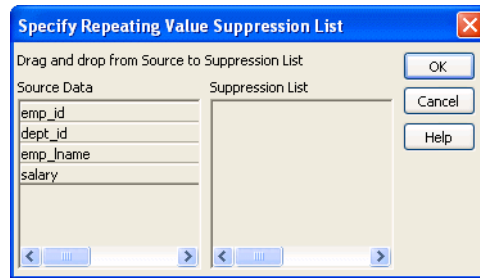 Specify Repeating Value Suppression List
Drag and drop from Source to Suppression List
Source Data
Suppression List
emp_id
dept_id
emp_lname
salary
OK
Cancel
Help